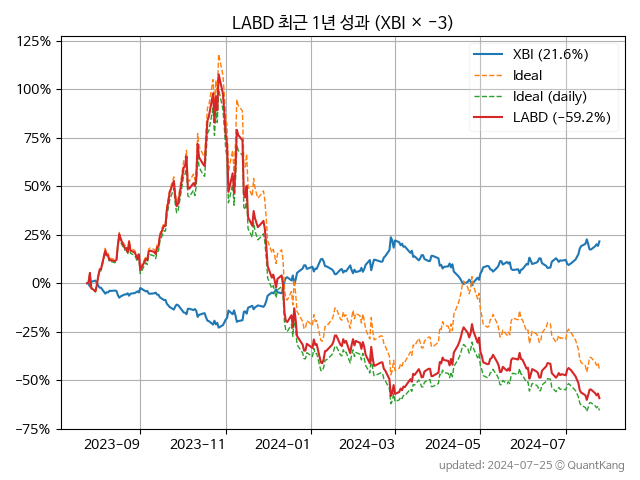 LABD 최근 1년 성과 (XBI × −3)
125%
100%
75%
50%
25%
0%
−25%
−50%
−75%
XBI (21.6%)
Ideal
Ideal (daily)
LABD (−59.2%)
2023-09
2023-11
2024-01
2024-03
2024-05
2024-07
updated: 2024-07-25 © QuantKang